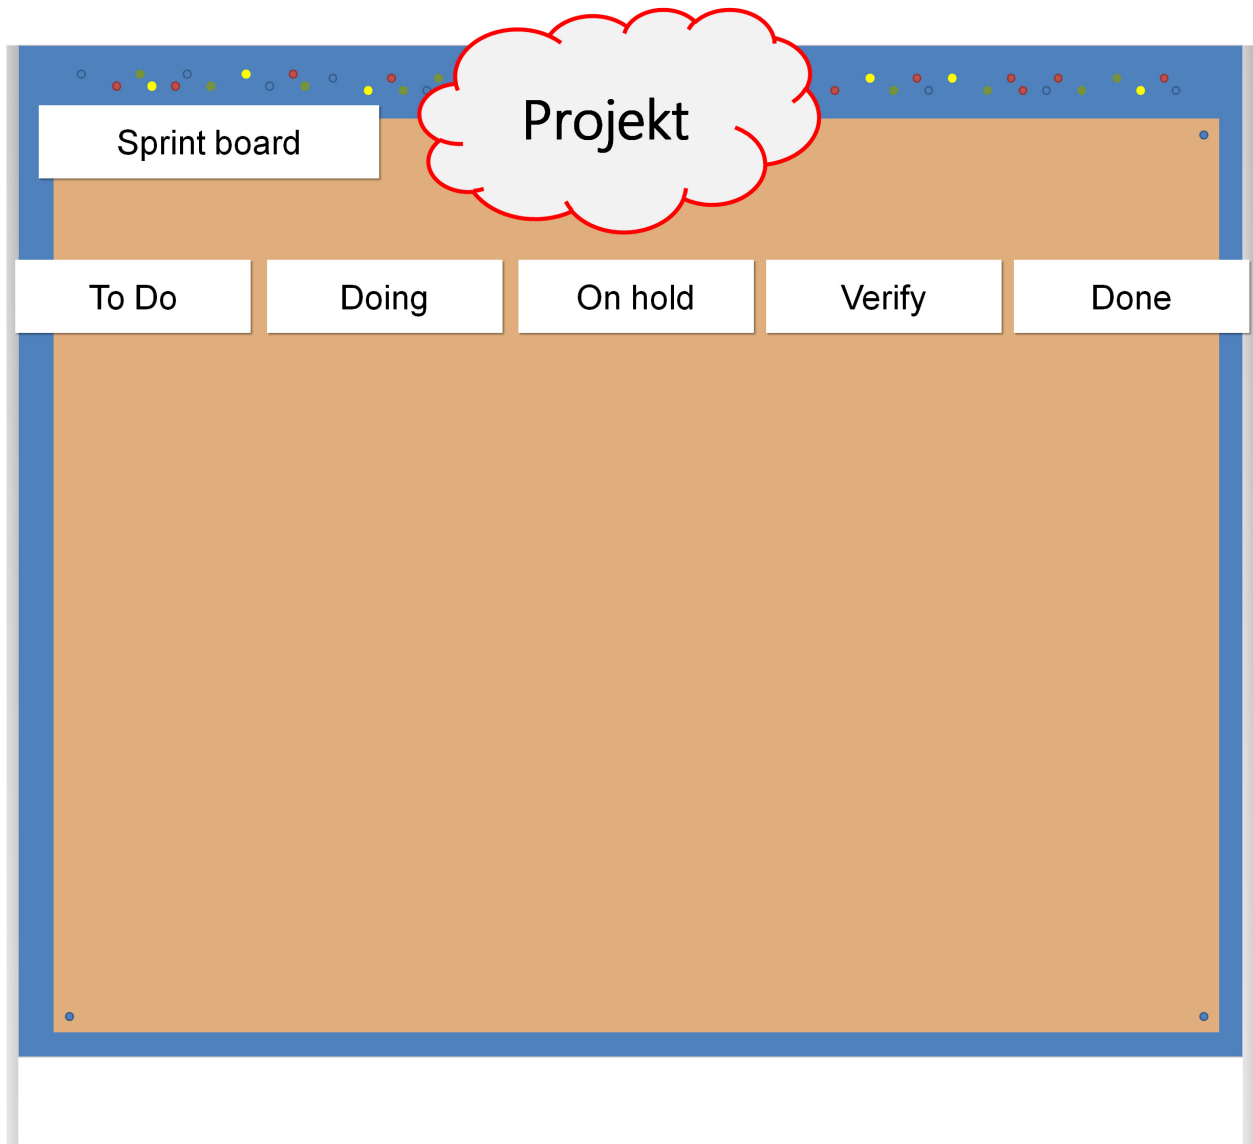 Projekt
Sprint board
To Do
Doing
On hold
Verify
Done